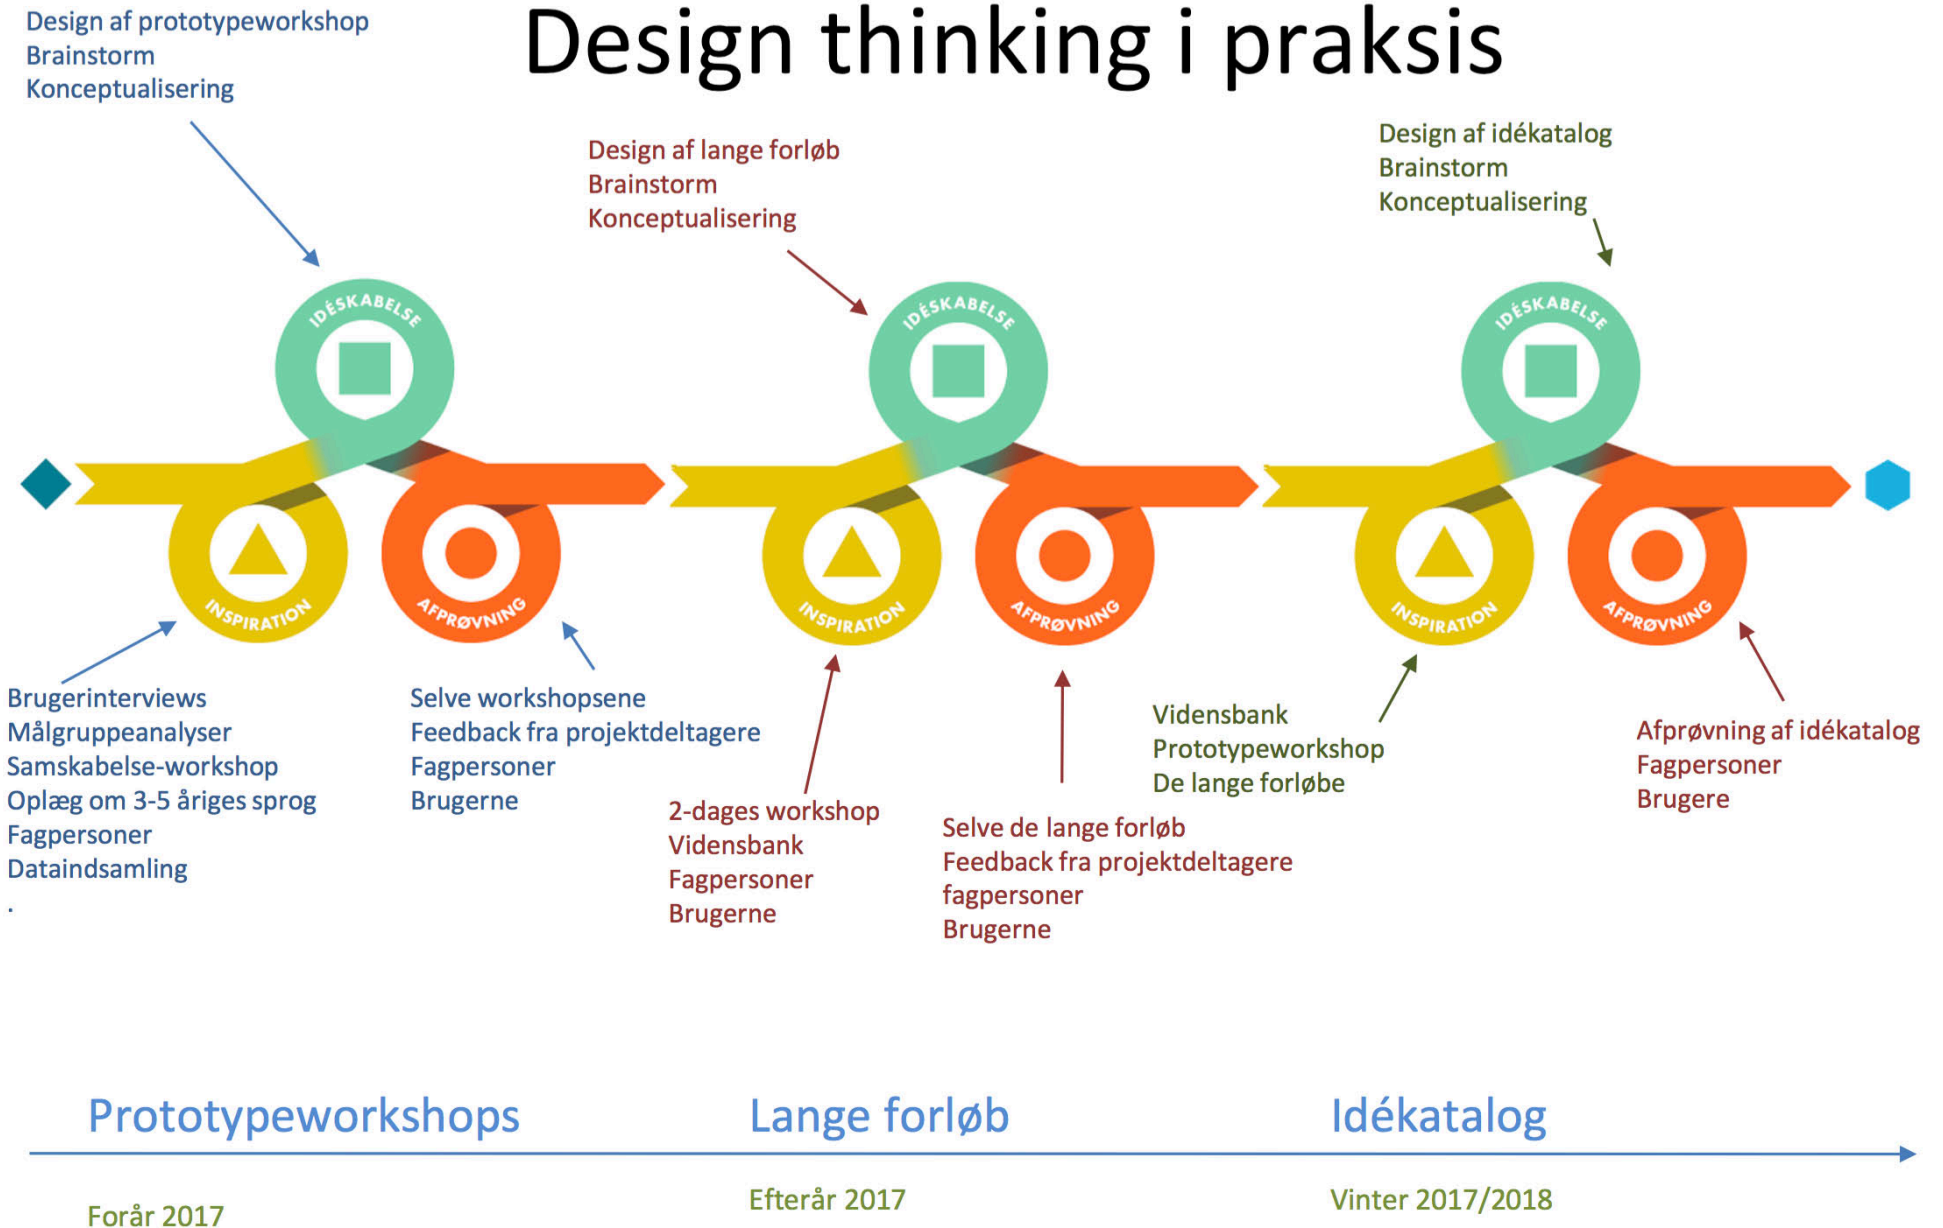 Design thinking i praksis
Design af prototypeworkshop
Brainstorm
Konceptualisering
Design af lange forløb
Brainstorm
Konceptualisering
Design af idékatalog
Brainstorm
Konceptualisering
IDÉSKABELSE
INSPIRATION
AFPRØVNING
IDÉSKABELSE
INSPIRATION
AFPRØVNING
IDÉSKABELSE
INSPIRATION
AFPRØVNING
Brugerinterviews
Målgruppeanalyser
Samskabelse-workshop
Oplæg om 3-5 åriges sprog
Fagpersoner
Dataindsamling
.
Selve workshopsene
Feedback fra projektdeltagere
Fagpersoner
Brugerne
2-dages workshop
Vidensbank
Fagpersoner
Brugerne
Selve de lange forløb
Feedback fra projektdeltagere
fagpersoner
Brugerne
Vidensbank
Prototypeworkshop
De lange forløbe
Afprøvning af idékatalog
Fagpersoner
Brugere
Prototypeworkshops
Lange forløb
Idékatalog
Forår 2017
Efterår 2017
Vinter 2017/2018